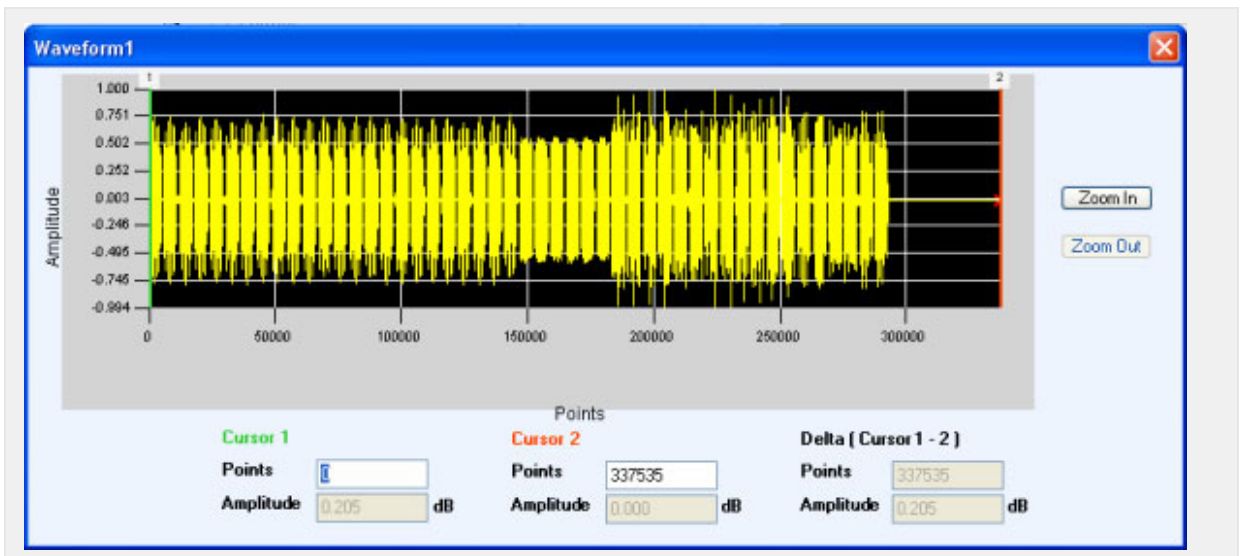 Waveform1
1
2
1.000
0.751
0.502
0.252
0.003
-0.246
-0.495
-0.745
-0.994
Amplitude
0
50000
100000
150000
200000
250000
300000
Points
Zoom In
Zoom Out
Cursor 1
Cursor 2
Delta ( Cursor 1 - 2 )
Points 0
Points 337535
Points 337535
Amplitude 0.205 dB
Amplitude 0.000 dB
Amplitude 0.205 dB